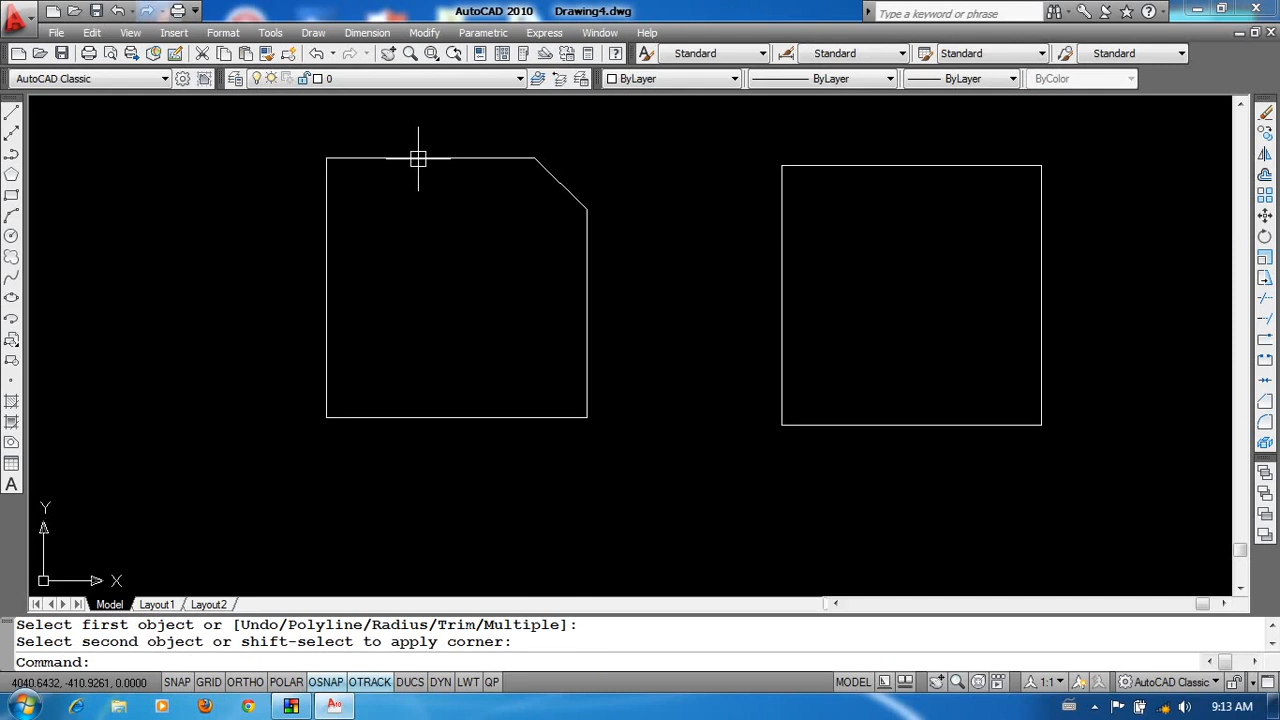 AutoCAD 2010 Drawing4.dwg
Type a keyword or phrase
File Edit View Insert Format Tools Draw Dimension Modify Parametric Express Window Help
Standard Standard Standard Standard
AutoCAD Classic 0 ByLayer ByLayer ByLayer ByColor
A
Y
X
Model Layout1 Layout2
Select first object or [Undo/Polyline/Radius/Trim/Multiple]:
Select second object or shift-select to apply corner:
Command:
4040.6432, -410.9261, 0.0000 SNAP GRID ORTHO POLAR OSNAP OTRACK DUCS DYN LWT QP MODEL 1:1 AutoCAD Classic
9:13 AM